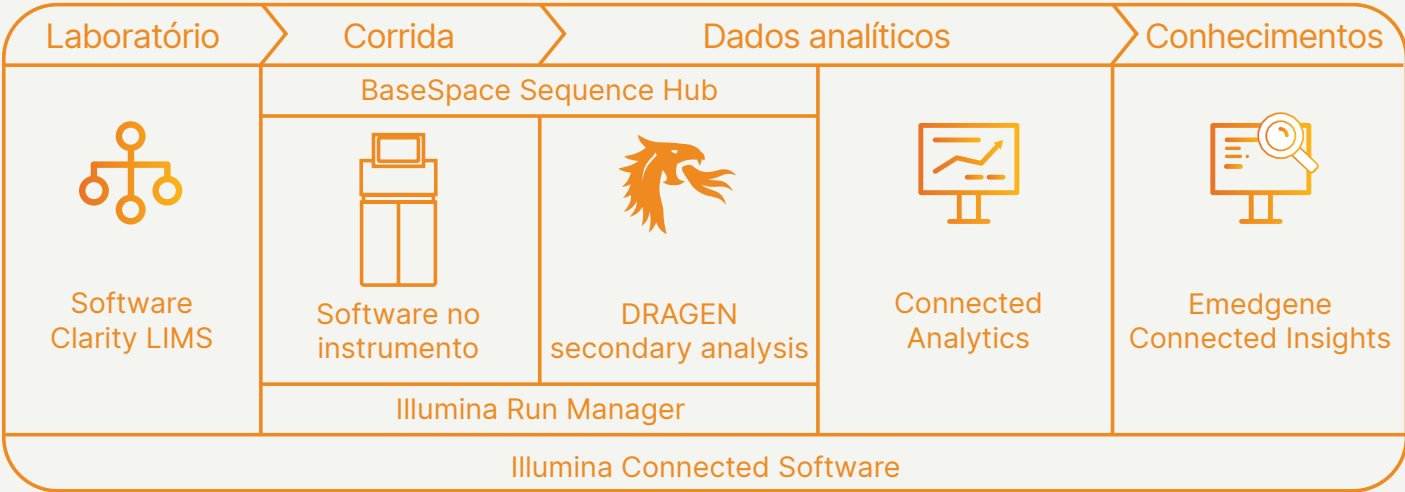 Laboratório
Corrida
Dados analíticos
Conhecimentos
BaseSpace Sequence Hub
Software
Clarity LIMS
Software no
instrumento
DRAGEN
secondary analysis
Connected
Analytics
Emedgene
Connected Insights
Illumina Run Manager
Illumina Connected Software